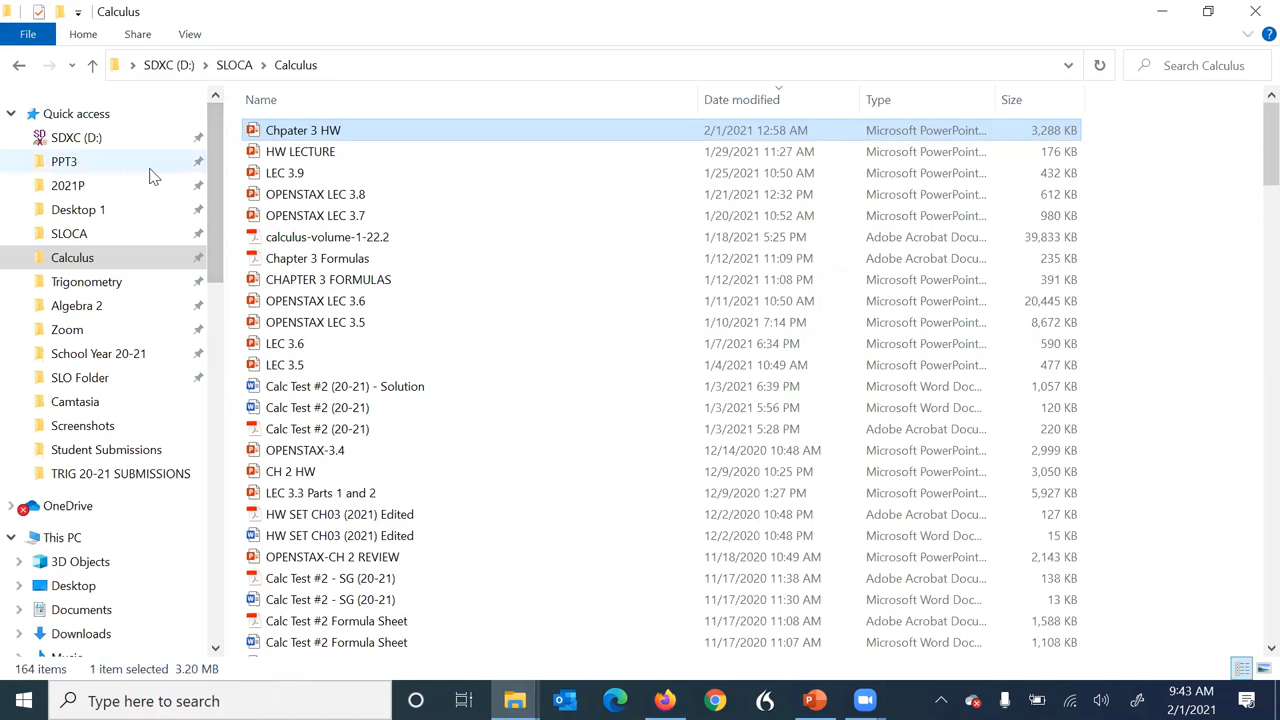 Calculus
File Home Share View
SDXC (D:) SLOCA Calculus Search Calculus
Name Date modified Type Size
Quick access
SDXC (D:)
PPT3
2021P
Desktop 1
SLOCA
Calculus
Trigonometry
Algebra 2
Zoom
School Year 20-21
SLO Folder
Camtasia
Screenshots
Student Submissions
TRIG 20-21 SUBMISSIONS
OneDrive
This PC
3D Objects
Desktop
Documents
Downloads
Music
Chpater 3 HW 2/1/2021 12:58 AM Microsoft PowerPoint... 3,288 KB
HW LECTURE 1/29/2021 11:27 AM Microsoft PowerPoint... 176 KB
LEC 3.9 1/25/2021 10:50 AM Microsoft PowerPoint... 432 KB
OPENSTAX LEC 3.8 1/21/2021 12:32 PM Microsoft PowerPoint... 612 KB
OPENSTAX LEC 3.7 1/20/2021 10:52 AM Microsoft PowerPoint... 980 KB
calculus-volume-1-22.2 1/18/2021 5:25 PM Adobe Acrobat Docu... 39,833 KB
Chapter 3 Formulas 1/12/2021 11:09 PM Adobe Acrobat Docu... 235 KB
CHAPTER 3 FORMULAS 1/12/2021 11:08 PM Microsoft PowerPoint... 391 KB
OPENSTAX LEC 3.6 1/11/2021 10:50 AM Microsoft PowerPoint... 20,445 KB
OPENSTAX LEC 3.5 1/10/2021 7:14 PM Microsoft PowerPoint... 8,672 KB
LEC 3.6 1/7/2021 6:34 PM Microsoft PowerPoint... 590 KB
LEC 3.5 1/4/2021 10:49 AM Microsoft PowerPoint... 477 KB
Calc Test #2 (20-21) - Solution 1/3/2021 6:39 PM Microsoft Word Doc... 1,057 KB
Calc Test #2 (20-21) 1/3/2021 5:56 PM Microsoft Word Doc... 120 KB
Calc Test #2 (20-21) 1/3/2021 5:28 PM Adobe Acrobat Docu... 220 KB
OPENSTAX-3.4 12/14/2020 10:48 AM Microsoft PowerPoint... 2,999 KB
CH 2 HW 12/9/2020 10:25 PM Microsoft PowerPoint... 3,050 KB
LEC 3.3 Parts 1 and 2 12/9/2020 1:27 PM Microsoft PowerPoint... 5,927 KB
HW SET CH03 (2021) Edited 12/2/2020 10:48 PM Adobe Acrobat Docu... 127 KB
HW SET CH03 (2021) Edited 12/2/2020 10:48 PM Microsoft Word Doc... 15 KB
OPENSTAX-CH 2 REVIEW 11/18/2020 10:49 AM Microsoft PowerPoint... 2,143 KB
Calc Test #2 - SG (20-21) 11/17/2020 11:38 AM Adobe Acrobat Docu... 138 KB
Calc Test #2 - SG (20-21) 11/17/2020 11:30 AM Microsoft Word Doc... 13 KB
Calc Test #2 Formula Sheet 11/17/2020 11:08 AM Adobe Acrobat Docu... 1,588 KB
Calc Test #2 Formula Sheet 11/17/2020 11:07 AM Microsoft Word Doc... 1,108 KB
164 items 1 item selected 3.20 MB
Type here to search
9:43 AM
2/1/2021